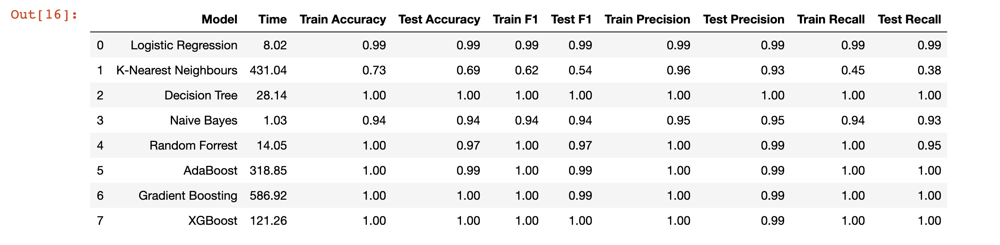 Out[16]:
Model Time Train Accuracy Test Accuracy Train F1 Test F1 Train Precision Test Precision Train Recall Test Recall
0 Logistic Regression 8.02 0.99 0.99 0.99 0.99 0.99 0.99 0.99 0.99
1 K-Nearest Neighbours 431.04 0.73 0.69 0.62 0.54 0.96 0.93 0.45 0.38
2 Decision Tree 28.14 1.00 1.00 1.00 1.00 1.00 1.00 1.00 1.00
3 Naive Bayes 1.03 0.94 0.94 0.94 0.94 0.95 0.95 0.94 0.93
4 Random Forrest 14.05 1.00 0.97 1.00 0.97 1.00 0.99 1.00 0.95
5 AdaBoost 318.85 1.00 0.99 1.00 0.99 1.00 0.99 1.00 1.00
6 Gradient Boosting 586.92 1.00 1.00 1.00 0.99 1.00 0.99 1.00 1.00
7 XGBoost 121.26 1.00 1.00 1.00 1.00 1.00 0.99 1.00 1.00